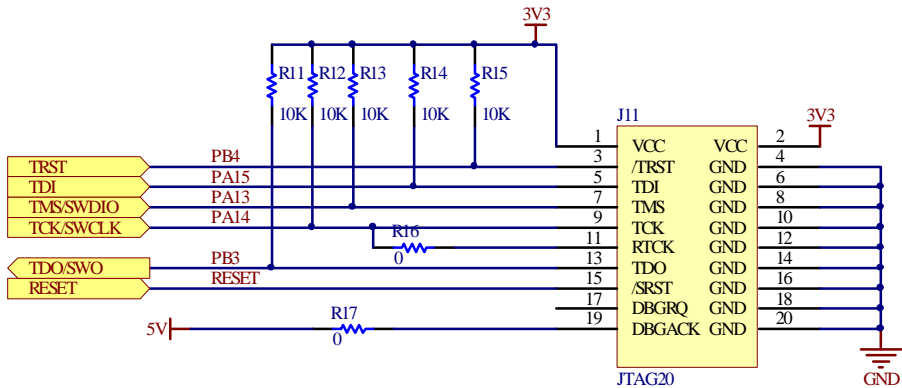 3V3
R11 R12 R13 R14 R15
10K 10K 10K 10K 10K
J11
3V3
1 VCC VCC 2
TRST PB4 3 /TRST GND 4
TDI PA15 5 TDI GND 6
TMS/SWDIO PA13 7 TMS GND 8
TCK/SWCLK PA14 9 TCK GND 10
R16
0
11 RTCK GND 12
TDO/SWO PB3 13 TDO GND 14
RESET RESET 15 /SRST GND 16
17 DBGRQ GND 18
5V R17 19 DBGACK GND 20
0
JTAG20
GND